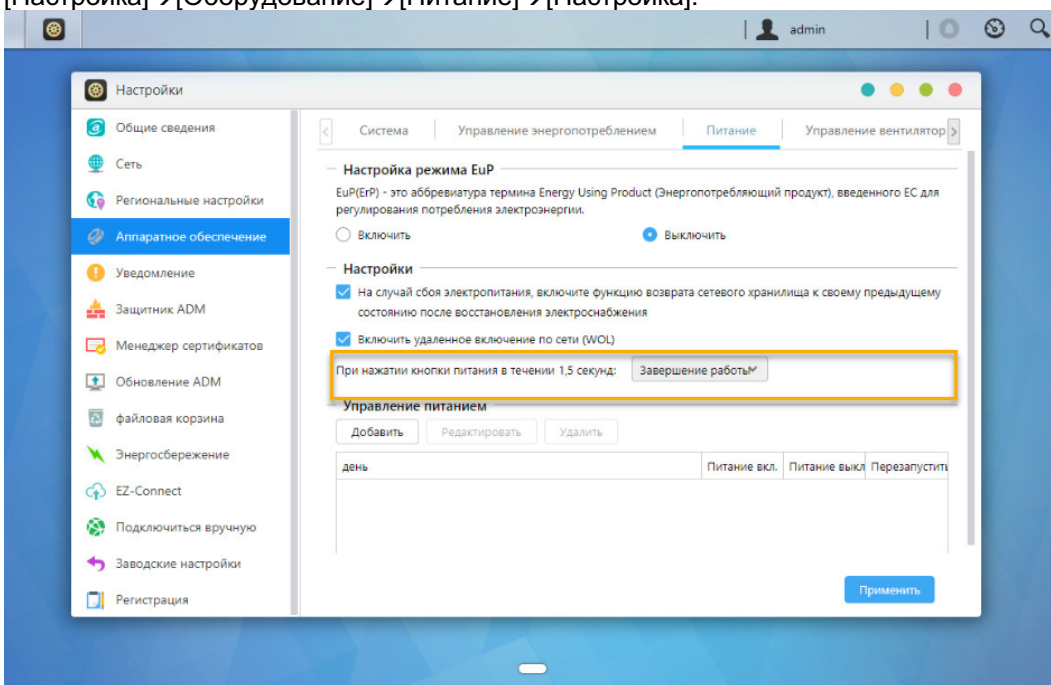 [Настройка]→[Оборудование]→[Питание]→[Настройка].
admin
Настройки
Общие сведения
Сеть
Региональные настройки
Аппаратное обеспечение
Уведомление
Защитник ADM
Менеджер сертификатов
Обновление ADM
файловая корзина
Энергосбережение
EZ-Connect
Подключиться вручную
Заводские настройки
Регистрация
Система
Управление энергопотреблением
Питание
Управление вентилятор
Настройка режима EuP
EuP(ErP) - это аббревиатура термина Energy Using Product (Энергопотребляющий продукт), введенного ЕС для
регулирования потребления электроэнергии.
Включить
Выключить
Настройки
На случай сбоя электропитания, включите функцию возврата сетевого хранилища к своему предыдущему
состоянию после восстановления электроснабжения
Включить удаленное включение по сети (WOL)
При нажатии кнопки питания в течении 1,5 секунд:
Завершение работы
Управление питанием
Добавить
Редактировать
Удалить
день
Питание вкл.
Питание выкл
Перезапустить
Применить